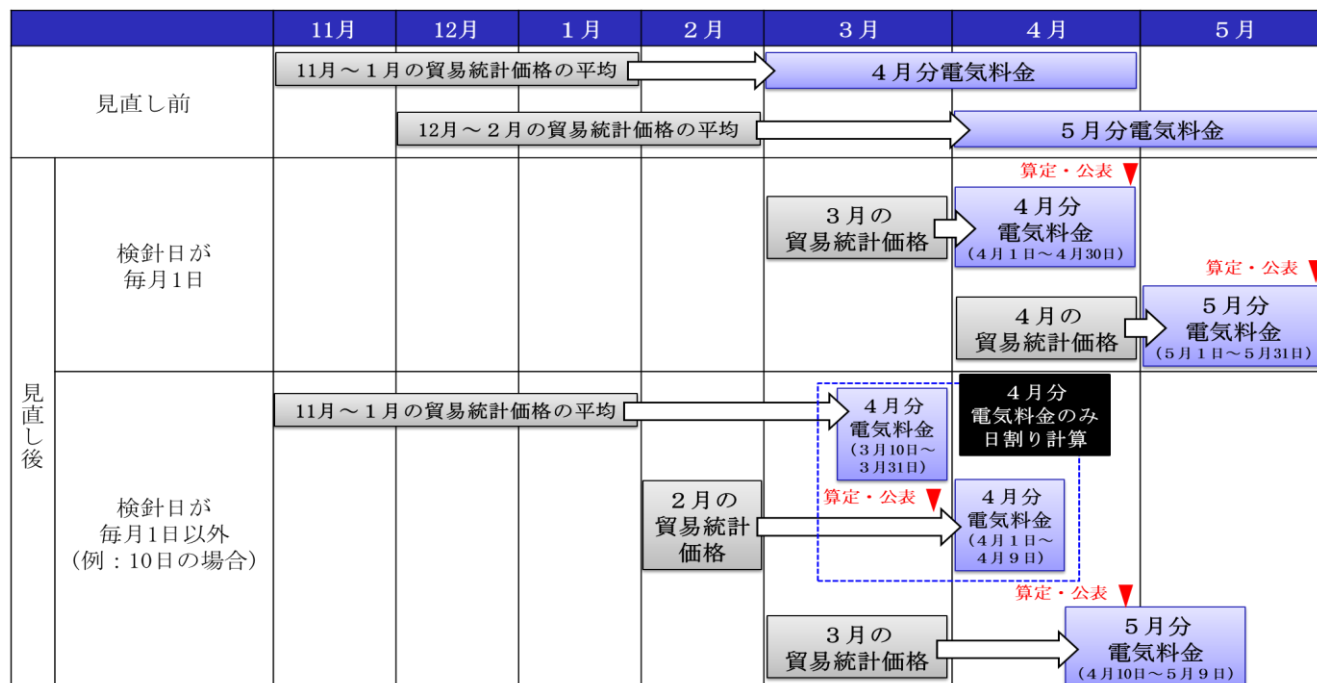 11月
12月
1月
2月
3月
4月
5月
見直し前
11月～1月の貿易統計価格の平均
4月分電気料金
12月～2月の貿易統計価格の平均
5月分電気料金
見直し後
検針日が
毎月1日
算定・公表
3月の
貿易統計価格
4月分
電気料金
(4月1日～4月30日)
算定・公表
4月の
貿易統計価格
5月分
電気料金
(5月1日～5月31日)
検針日が
毎月1日以外
(例：10日の場合)
11月～1月の貿易統計価格の平均
4月分
電気料金
(3月10日～
3月31日)
4月分
電気料金のみ
日割り計算
2月の
貿易統計
価格
算定・公表
4月分
電気料金
(4月1日～
4月9日)
算定・公表
3月の
貿易統計価格
5月分
電気料金
(4月10日～5月9日)